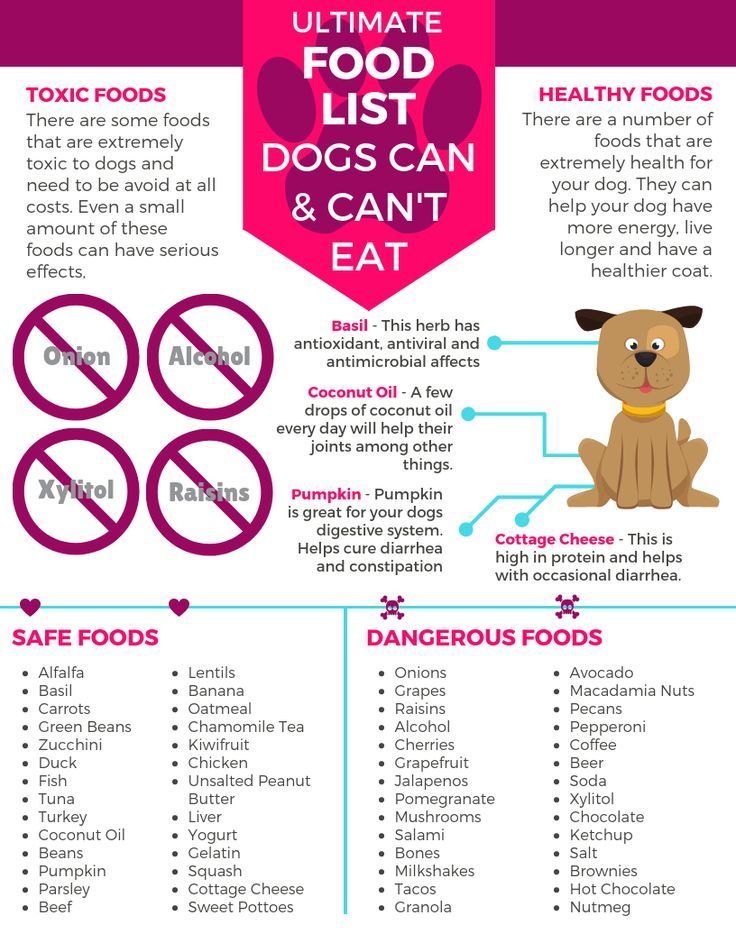 ULTIMATE
FOOD
LIST
DOGS CAN
& CAN'T
EAT
TOXIC FOODS
There are some foods
that are extremely
toxic to dogs and
need to be avoid at all
costs. Even a small
amount of these
foods can have serious
effects,
HEALTHY FOODS
There are a number of
foods that are
extremely health for
your dog. They can
help your dog have
more energy, live
longer and have a
healthier coat.
Onion
Alcohol
Xylitol
Raisins
Basil - This herb has
antioxidant, antiviral and
antimicrobial affects
Coconut Oil - A few
drops of coconut oil
every day will help their
joints among other
things.
Pumpkin - Pumpkin
is great for your dogs
digestive system.
Helps cure diarrhea
and constipation
Cottage Cheese - This is
high in protein and helps
with occasional diarrhea.
SAFE FOODS
• Alfalfa
• Basil
• Carrots
• Green Beans
• Zucchini
• Duck
• Fish
• Tuna
• Turkey
• Coconut Oil
• Beans
• Pumpkin
• Parsley
• Beef
• Lentils
• Banana
• Oatmeal
• Chamomile Tea
• Kiwifruit
• Chicken
• Unsalted Peanut
Butter
• Liver
• Yogurt
• Gelatin
• Squash
• Cottage Cheese
• Sweet Pottoes
DANGEROUS FOODS
• Onions
• Grapes
• Raisins
• Alcohol
• Cherries
• Grapefruit
• Jalapenos
• Pomegranate
• Mushrooms
• Salami
• Bones
• Milkshakes
• Tacos
• Granola
• Avocado
• Macadamia Nuts
• Pecans
• Pepperoni
• Coffee
• Beer
• Soda
• Xylitol
• Chocolate
• Ketchup
• Salt
• Brownies
• Hot Chocolate
• Nutmeg